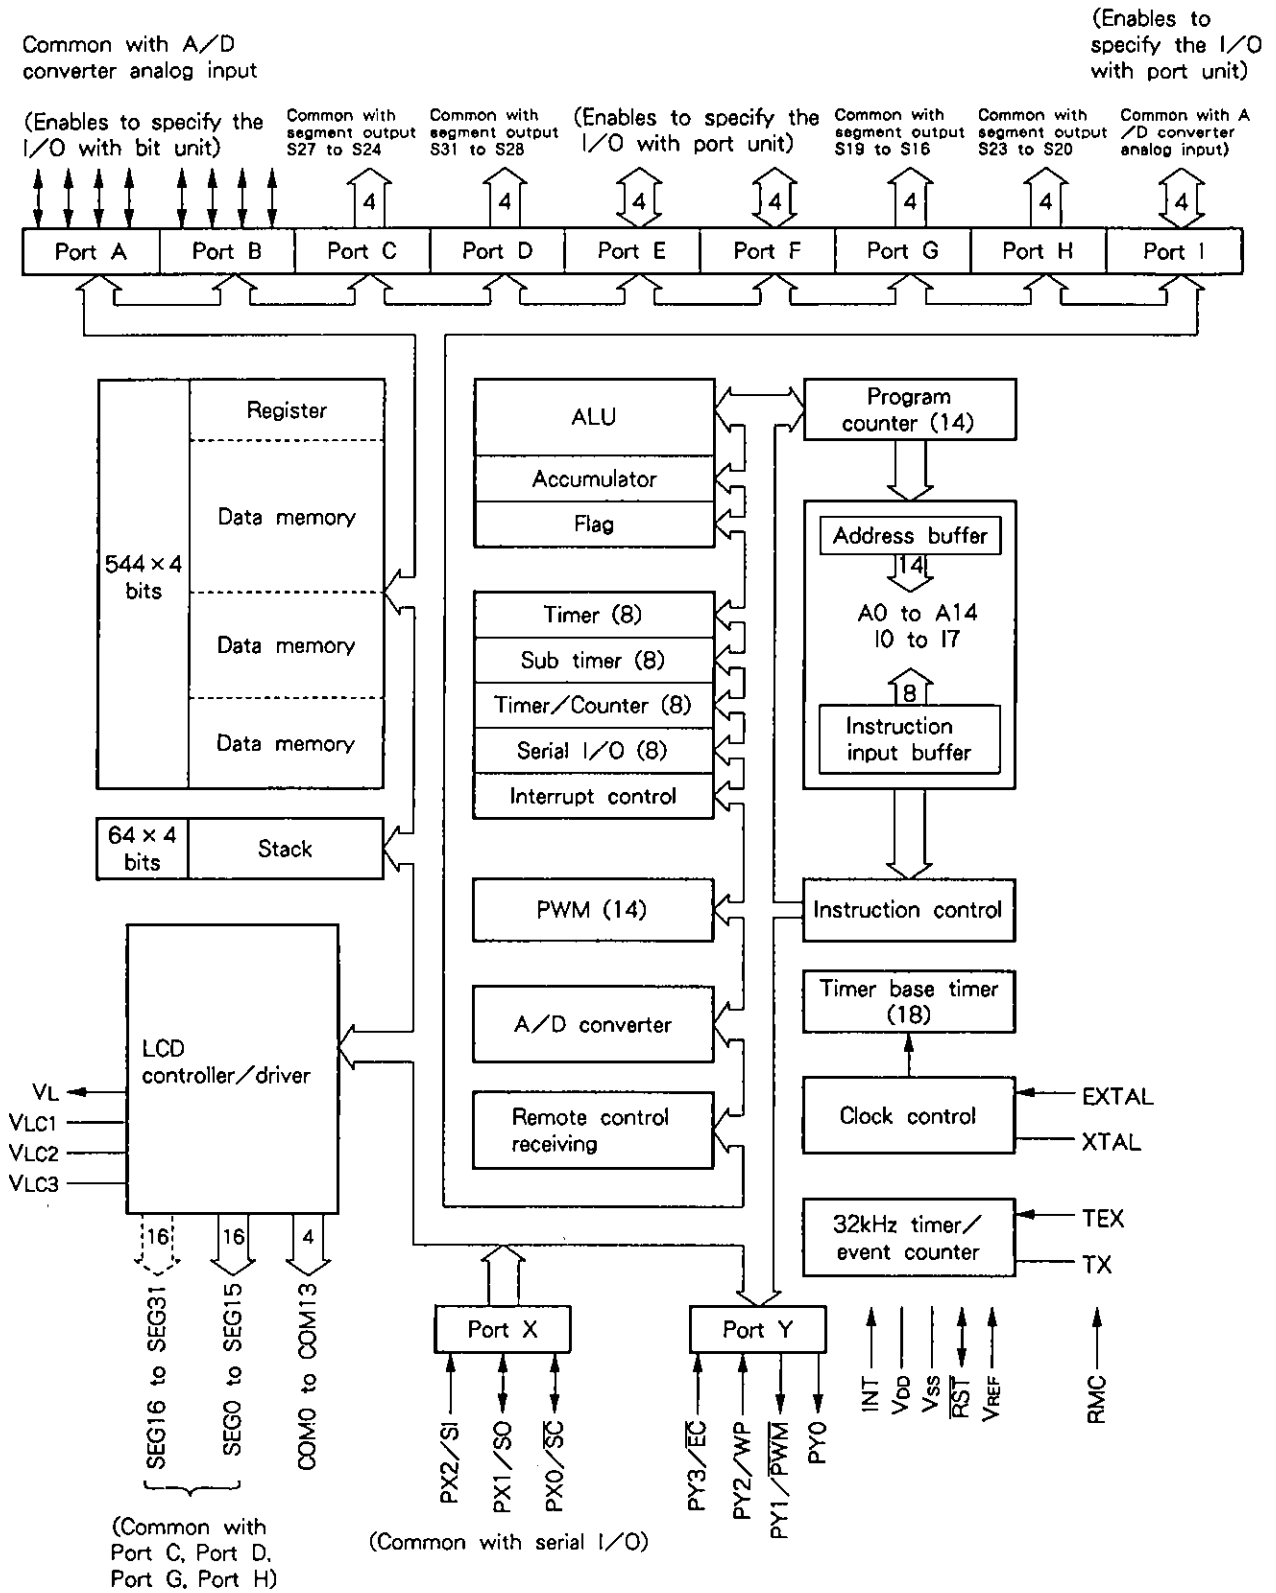 Common with A/D
converter analog input
(Enables to specify the
I/O with bit unit)
Common with
segment output
S27 to S24
Common with
segment output
S31 to S28
(Enables to specify the
I/O with port unit)
Common with
segment output
S19 to S16
Common with
segment output
S23 to S20
(Enables to
specify the I/O
with port unit)
Common with A
/D converter
analog input)
4
4
4
4
4
4
4
Port A
Port B
Port C
Port D
Port E
Port F
Port G
Port H
Port I
544×4
bits
Register
Data memory
Data memory
Data memory
64×4
bits
Stack
ALU
Accumulator
Flag
Timer (8)
Sub timer (8)
Timer/Counter (8)
Serial I/O (8)
Interrupt control
PWM (14)
A/D converter
Remote control
receiving
Program
counter (14)
Address buffer
14
A0 to A14
I0 to I7
8
Instruction
input buffer
Instruction control
Timer base timer
(18)
Clock control
EXTAL
XTAL
32kHz timer/
event counter
TEX
TX
LCD
controller/driver
VL
VLC1
VLC2
VLC3
16
16
4
SEG16 to SEG31
SEG0 to SEG15
COM0 to COM13
(Common with
Port C, Port D,
Port G, Port H)
Port X
PX2/SI
PX1/SO
PX0/S̅C̅
(Common with serial I/O)
Port Y
PY3/E̅C̅
PY2/WP
PY1/P̅W̅M̅
PY0
INT
VDD
VSS
R̅S̅T̅
VREF
RMC